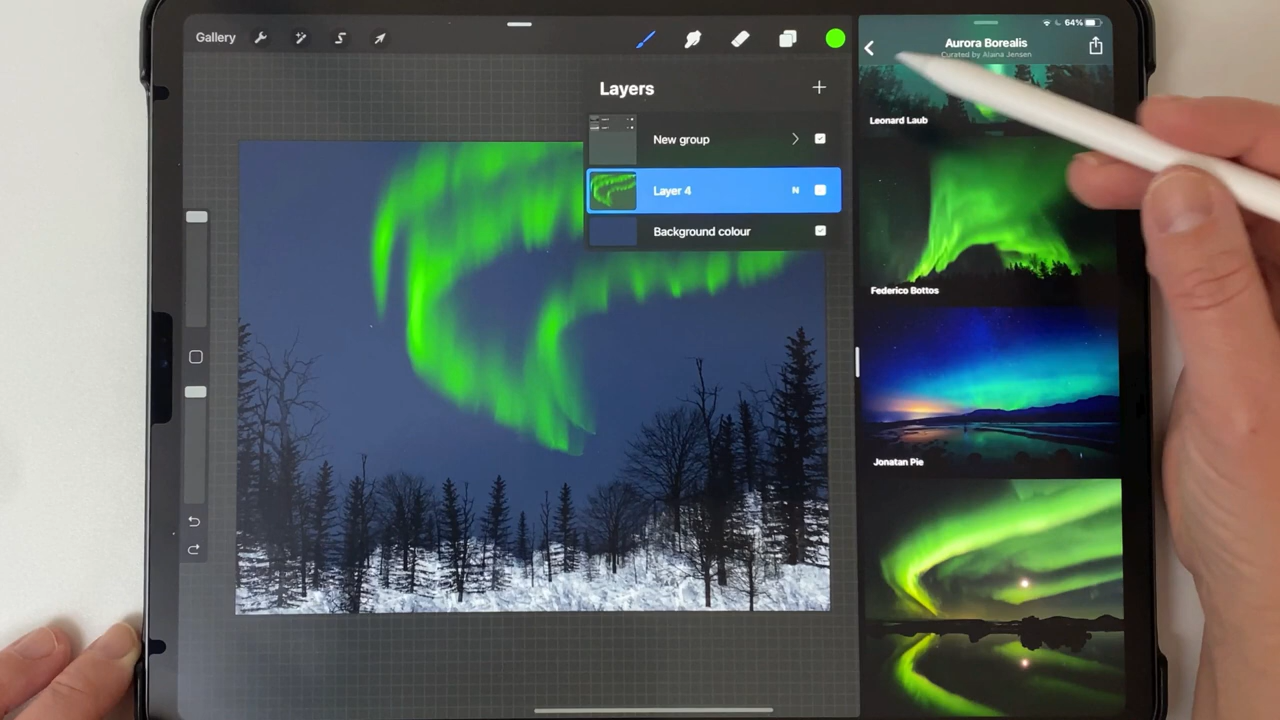 Gallery
Layers
New group
Layer 4
N
Background colour
64%
Aurora Borealis
Curated by Alaina Jensen
Leonard Laub
Federico Bottos
Jonatan Pie